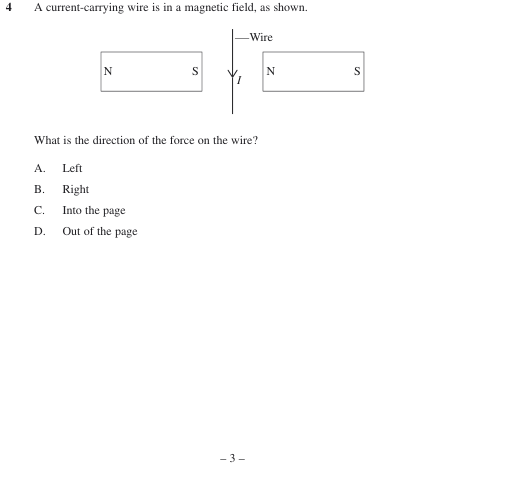 4 A current-carrying wire is in a magnetic field, as shown.
Wire
N S I N S
What is the direction of the force on the wire?
A. Left
B. Right
C. Into the page
D. Out of the page
– 3 –